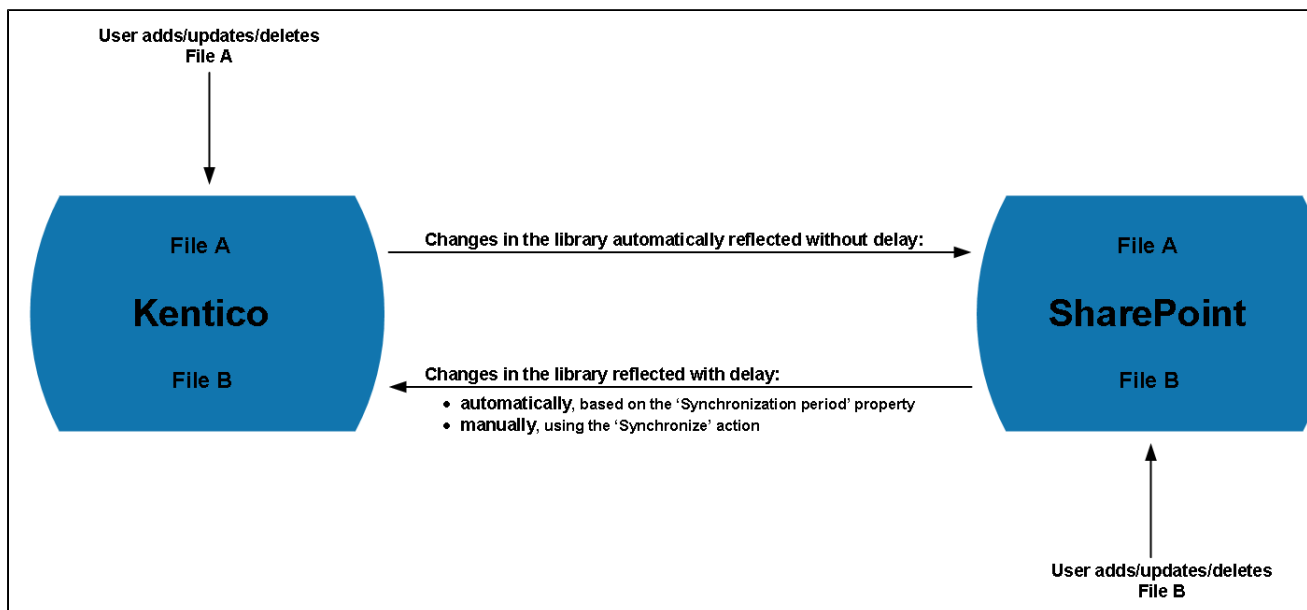 User adds/updates/deletes
File A
File A
Changes in the library automatically reflected without delay:
File A
Kentico
SharePoint
File B
Changes in the library reflected with delay:
File B
• automatically, based on the ‘Synchronization period’ property
• manually, using the ‘Synchronize’ action
User adds/updates/deletes
File B